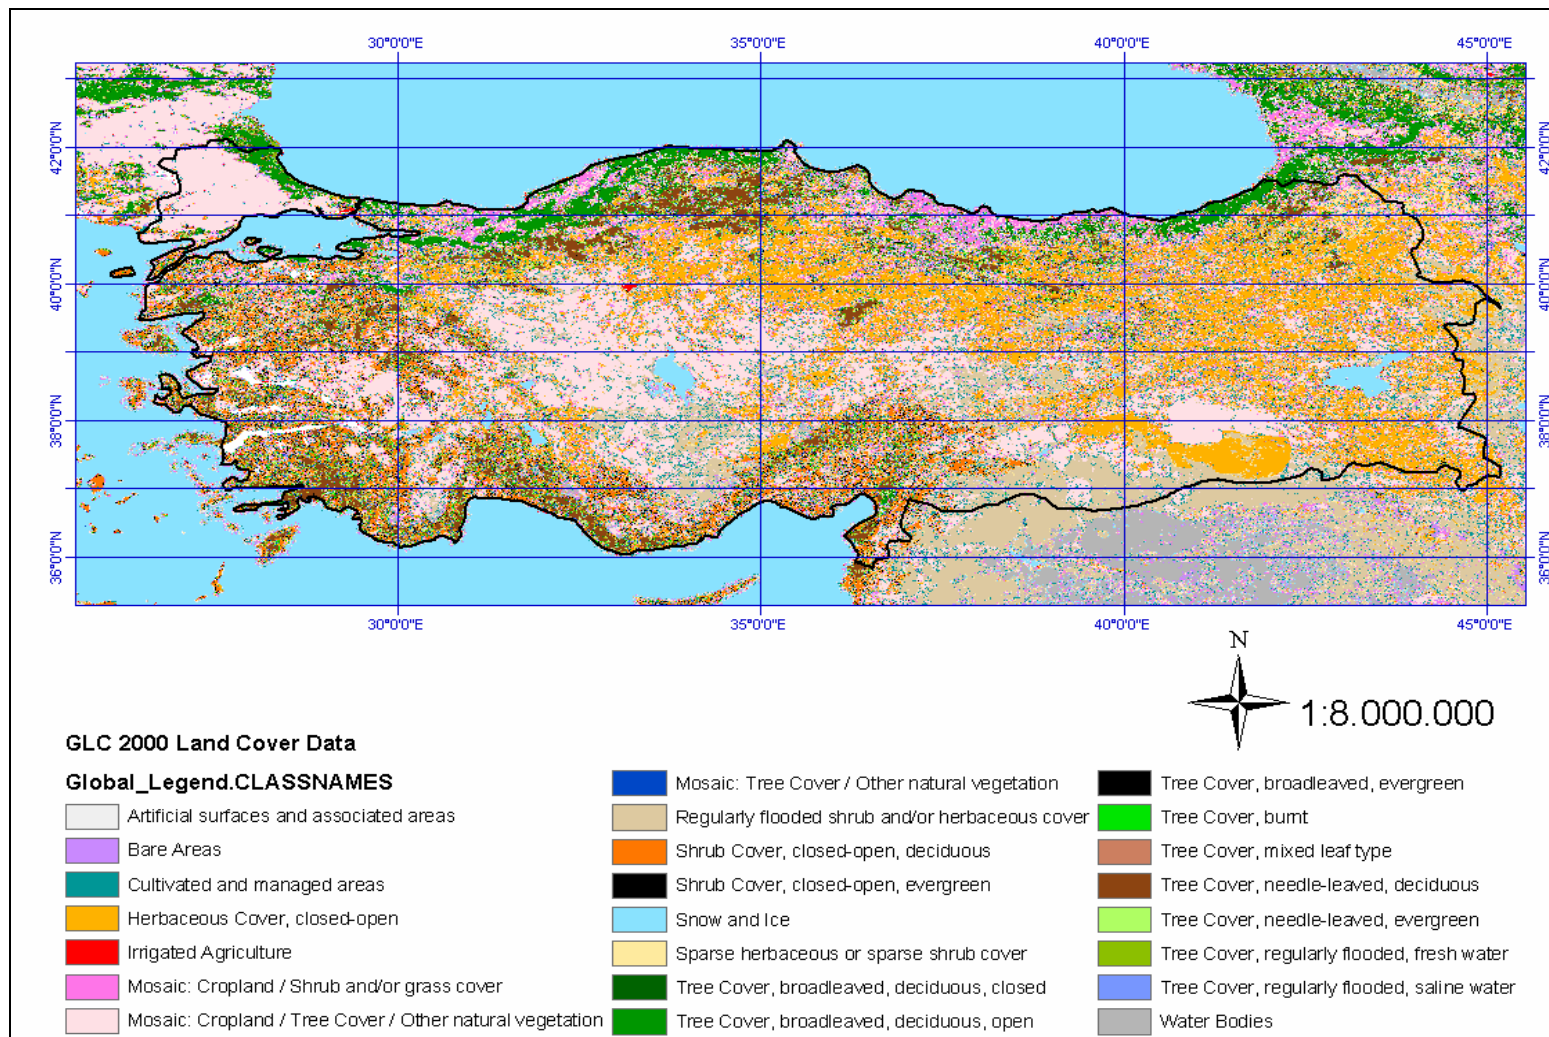 30°0'0"E 35°0'0"E 40°0'0"E 45°0'0"E
42°0'0"N 42°0'0"N
40°0'0"N 40°0'0"N
38°0'0"N 38°0'0"N
36°0'0"N 36°0'0"N
30°0'0"E 35°0'0"E 40°0'0"E 45°0'0"E
N
1:8.000.000
GLC 2000 Land Cover Data
Global_Legend.CLASSNAMES
Artificial surfaces and associated areas
Bare Areas
Cultivated and managed areas
Herbaceous Cover, closed-open
Irrigated Agriculture
Mosaic: Cropland / Shrub and/or grass cover
Mosaic: Cropland / Tree Cover / Other natural vegetation
Mosaic: Tree Cover / Other natural vegetation
Regularly flooded shrub and/or herbaceous cover
Shrub Cover, closed-open, deciduous
Shrub Cover, closed-open, evergreen
Snow and Ice
Sparse herbaceous or sparse shrub cover
Tree Cover, broadleaved, deciduous, closed
Tree Cover, broadleaved, deciduous, open
Tree Cover, broadleaved, evergreen
Tree Cover, burnt
Tree Cover, mixed leaf type
Tree Cover, needle-leaved, deciduous
Tree Cover, needle-leaved, evergreen
Tree Cover, regularly flooded, fresh water
Tree Cover, regularly flooded, saline water
Water Bodies